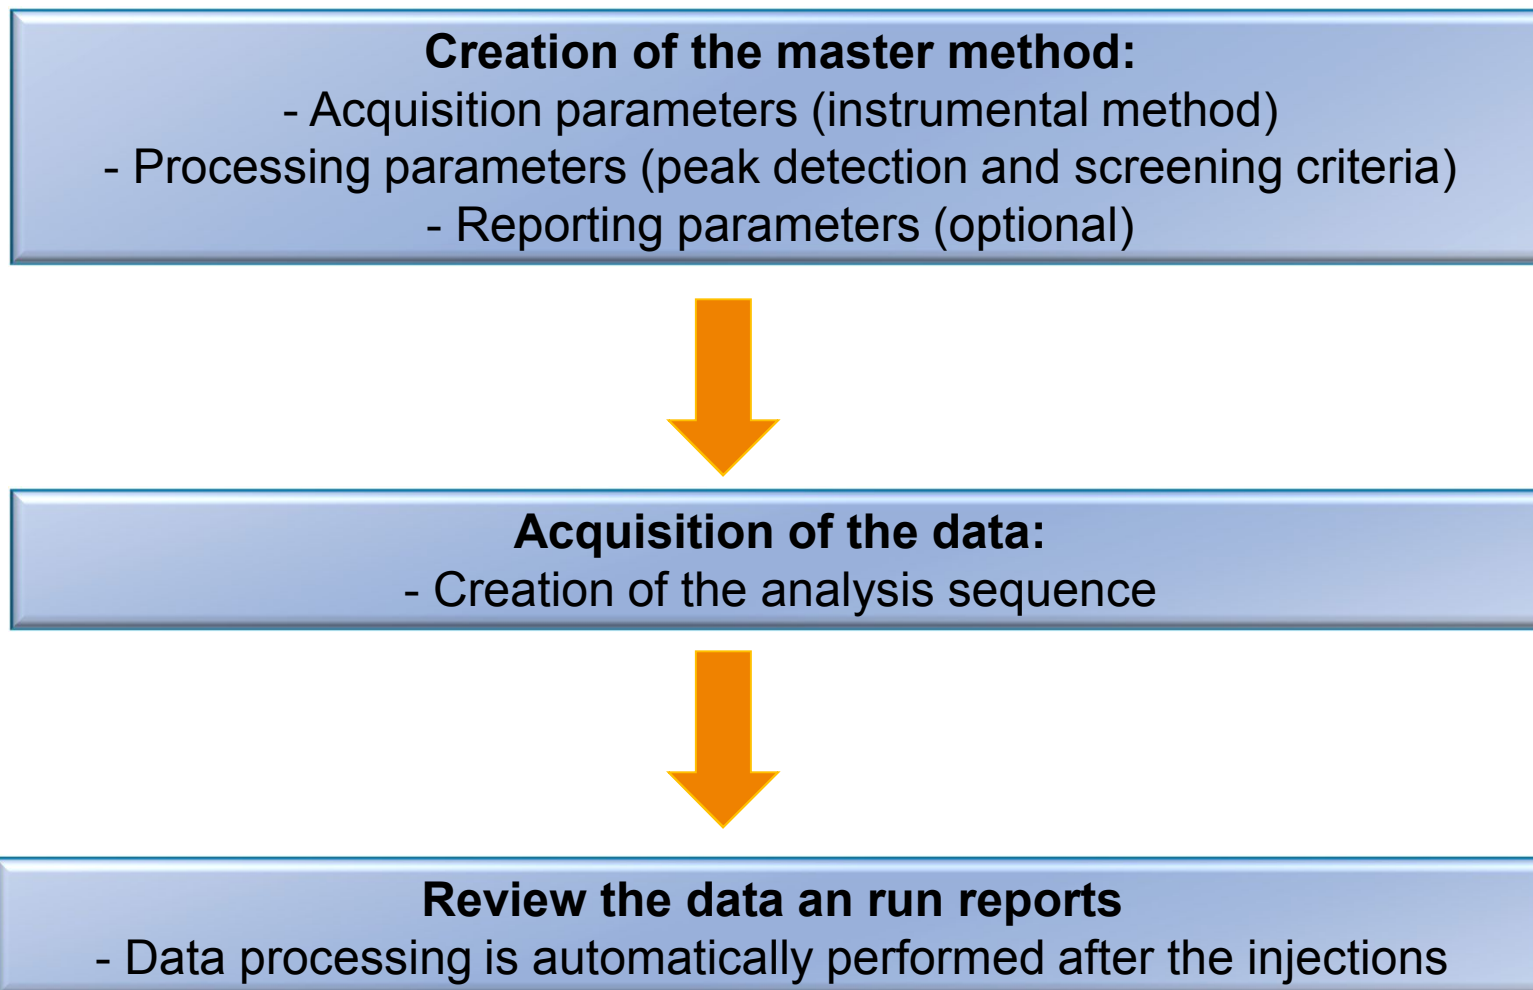 Creation of the master method:
- Acquisition parameters (instrumental method)
- Processing parameters (peak detection and screening criteria)
- Reporting parameters (optional)
Acquisition of the data:
- Creation of the analysis sequence
Review the data an run reports
- Data processing is automatically performed after the injections